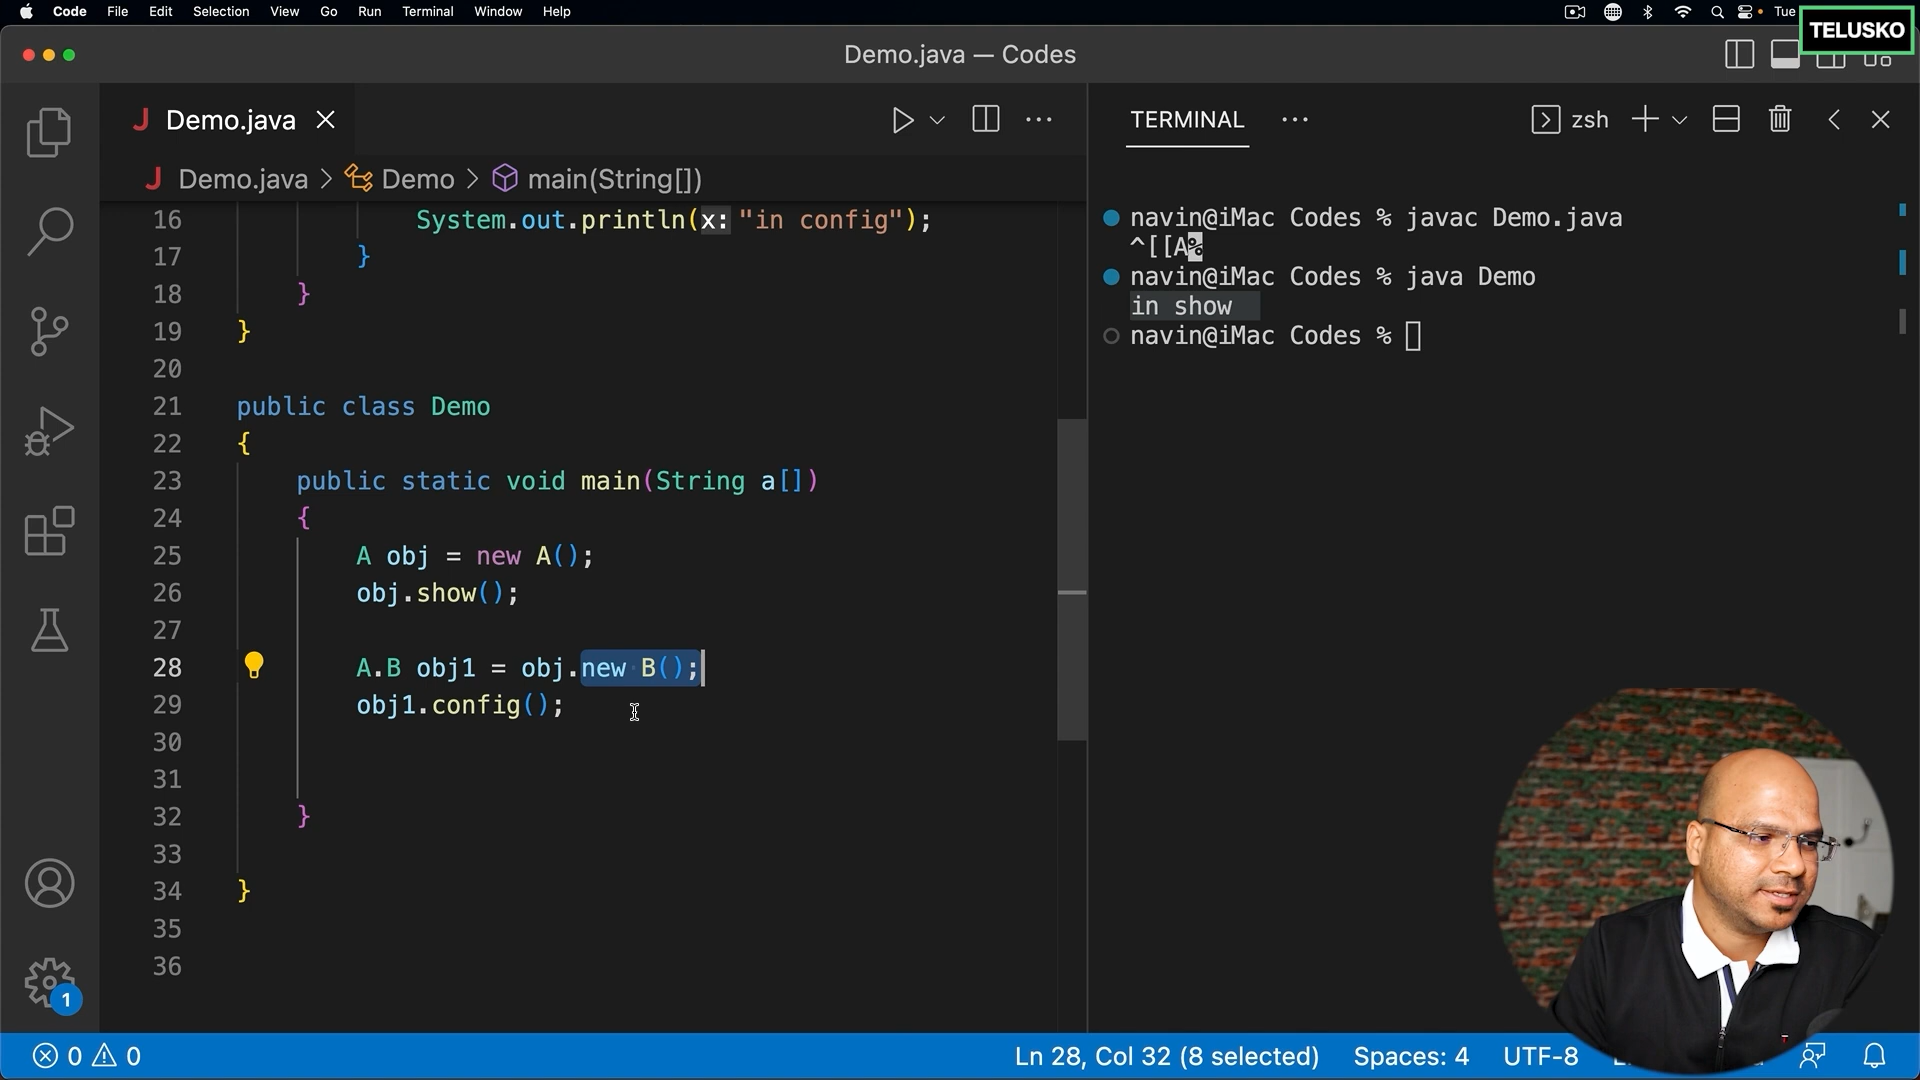 Code File Edit Selection View Go Run Terminal Window Help Tue
TELUSKO
Demo.java — Codes
Demo.java
Demo.java > Demo > main(String[])
16 System.out.println(x: "in config");
17 }
18 }
19 }
20
21 public class Demo
22 {
23 public static void main(String a[])
24 {
25 A obj = new A();
26 obj.show();
27
28 A.B obj1 = obj.new B();
29 obj1.config();
30
31
32 }
33
34 }
35
36
TERMINAL ··· zsh
navin@iMac Codes % javac Demo.java
^[[A%
navin@iMac Codes % java Demo
in show
navin@iMac Codes %
1
0 0 Ln 28, Col 32 (8 selected) Spaces: 4 UTF-8